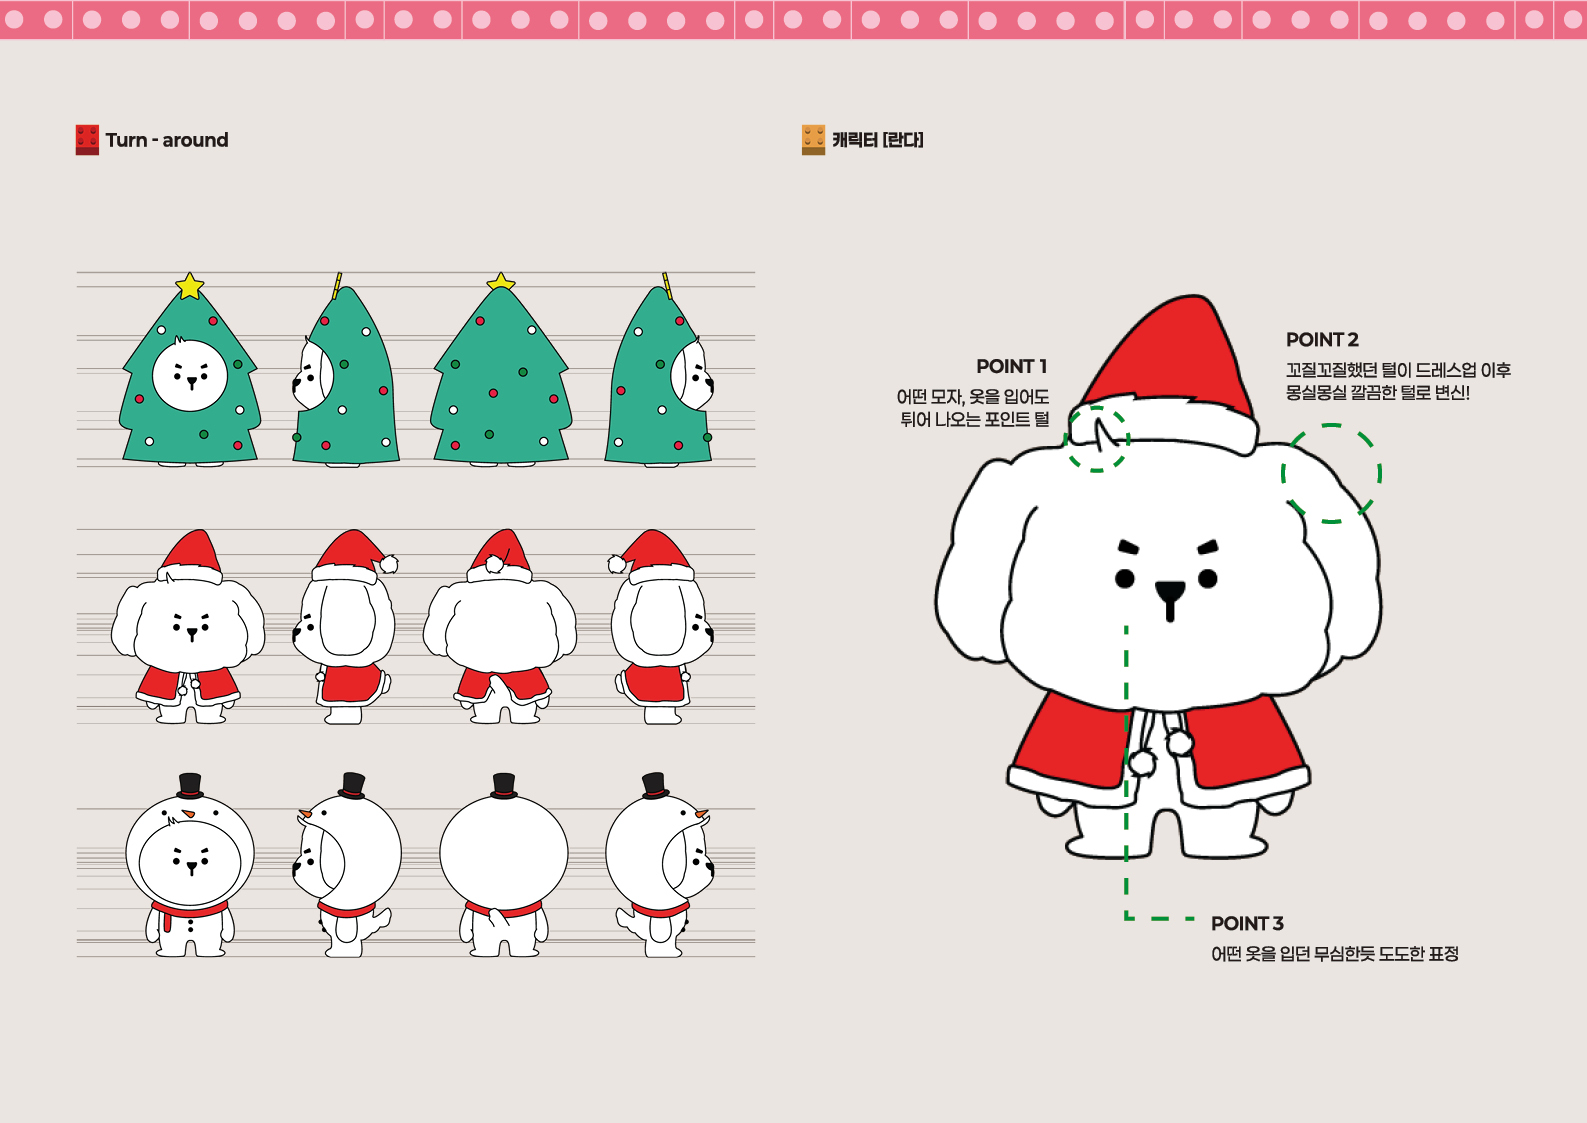 Turn - around
캐릭터 [란다]
POINT 1
어떤 모자, 옷을 입어도
튀어 나오는 포인트 털
POINT 2
꼬질꼬질했던 털이 드레스업 이후
몽실몽실 깔끔한 털로 변신!
POINT 3
어떤 옷을 입던 무심한듯 도도한 표정